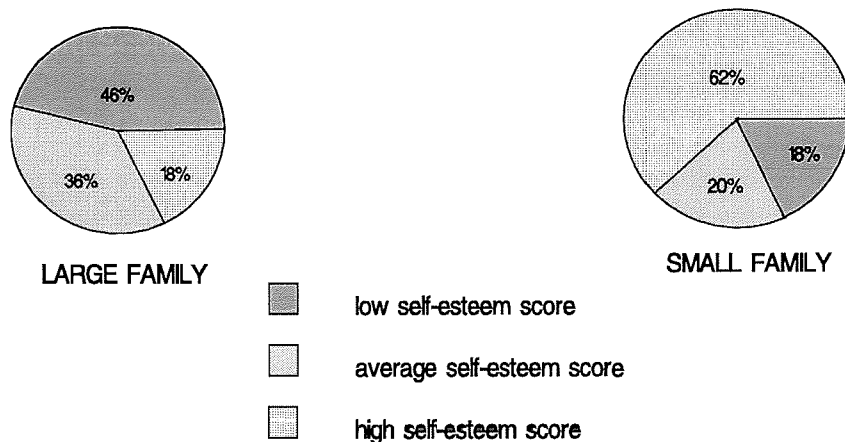 46%
36%
18%
LARGE FAMILY
62%
20%
18%
SMALL FAMILY
low self-esteem score
average self-esteem score
high self-esteem score